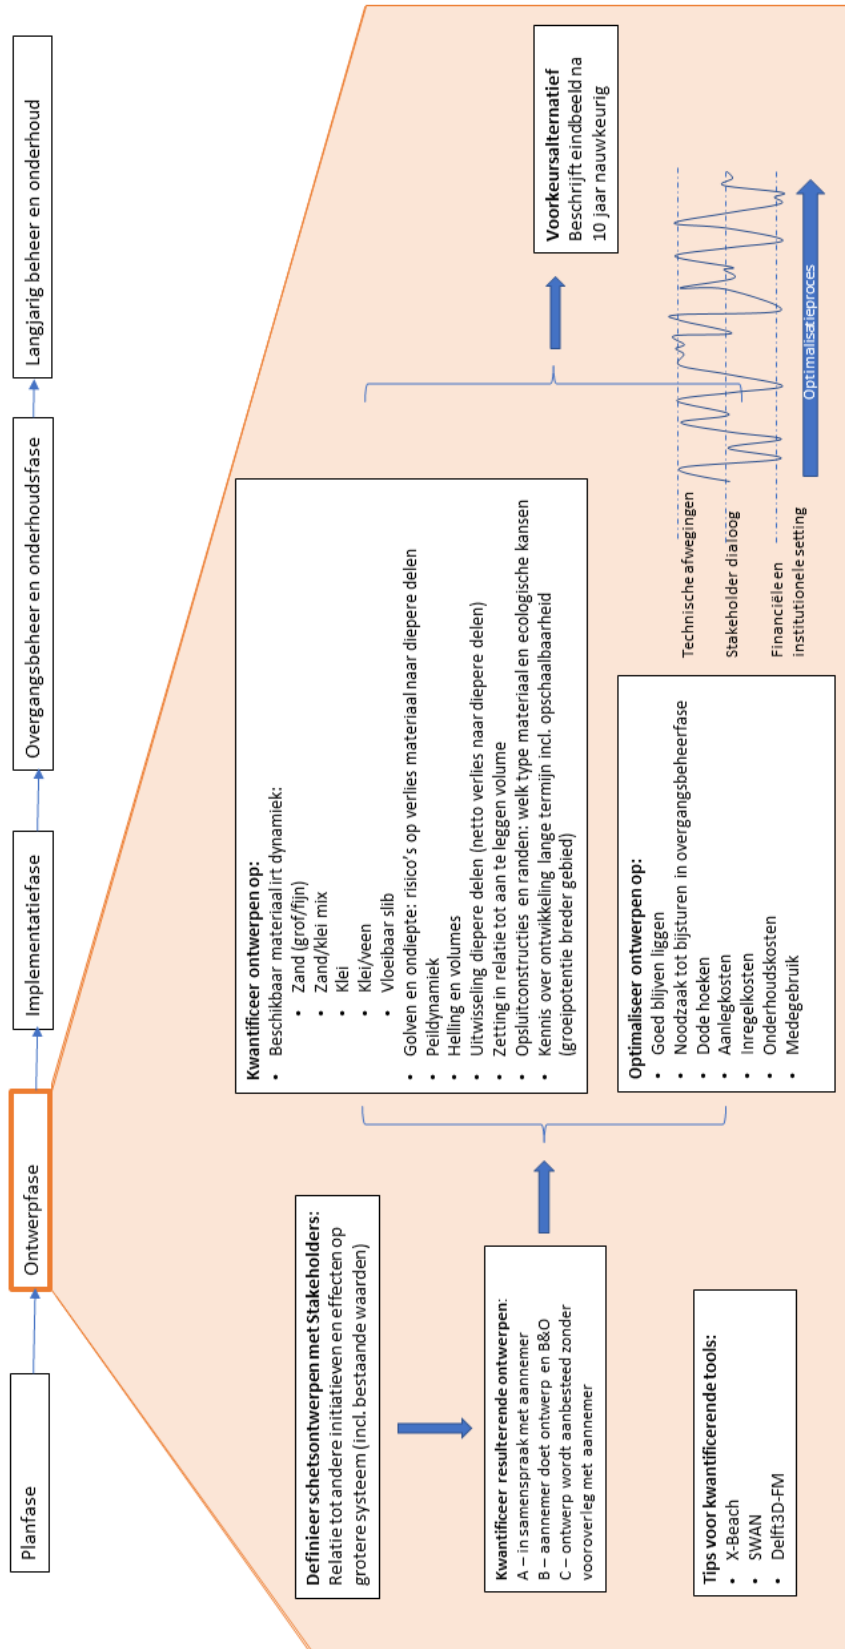 Planfase
Ontwerpfase
Implementatiefase
Overgangsbeheer en onderhoudsfase
Langjarig beheer en onderhoud
Definieer schetsontwerpen met Stakeholders:
Relatie tot andere initiatieven en effecten op
grotere systeem (incl. bestaande waarden)
Kwantificeer resulterende ontwerpen:
A – in samenspraak met aannemer
B – aannemer doet ontwerp en B&O
C – ontwerp wordt aanbesteed zonder
vooroverleg met aannemer
Tips voor kwantificerende tools:
• X-Beach
• SWAN
• Delft3D-FM
Kwantificeer ontwerpen op:
• Beschikbaar materiaal irt dynamiek:
• Zand (grof/fijn)
• Zand/klei mix
• Klei
• Klei/veen
• Vloeibaar slib
• Golven en ondiepte: risico's op verlies materiaal naar diepere delen
• Peildynamiek
• Helling en volumes
• Uitwisseling diepere delen (netto verlies naar diepere delen)
• Zetting in relatie tot aan te leggen volume
• Opsluitconstructies en randen: welk type materiaal en ecologische kansen
• Kennis over ontwikkeling lange termijn incl. opschaalbaarheid
(groeipotentie breder gebied)
Optimaliseer ontwerpen op:
• Goed blijven liggen
• Noodzaak tot bijsturen in overgangsbeheerfase
• Dode hoeken
• Aanlegkosten
• Inregelkosten
• Onderhoudskosten
• Medegebruik
Voorkeursalternatief
Beschrijft eindbeeld na
10 jaar nauwkeurig
Technische afwegingen
Stakeholder dialoog
Financiële en
institutionele setting
Optimalisatieproces